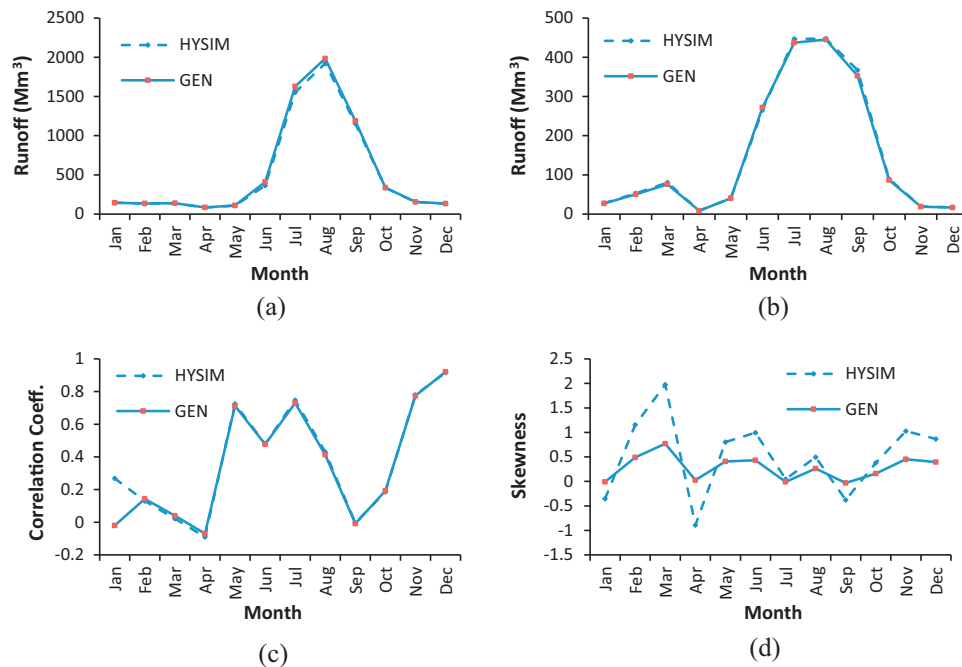 2500
2000
1500
1000
500
0
Runoff (Mm³)
HYSIM
GEN
Jan
Feb
Mar
Apr
May
Jun
Jul
Aug
Sep
Oct
Nov
Dec
Month
(a)
500
400
300
200
100
0
Runoff (Mm³)
HYSIM
GEN
Jan
Feb
Mar
Apr
May
Jun
Jul
Aug
Sep
Oct
Nov
Dec
Month
(b)
1
0.8
0.6
0.4
0.2
0
-0.2
Correlation Coeff.
HYSIM
GEN
Jan
Feb
Mar
Apr
May
Jun
Jul
Aug
Sep
Oct
Nov
Dec
Month
(c)
2.5
2
1.5
1
0.5
0
-0.5
-1
-1.5
Skewness
HYSIM
GEN
Jan
Feb
Mar
Apr
May
Jun
Jul
Aug
Sep
Oct
Nov
Dec
Month
(d)